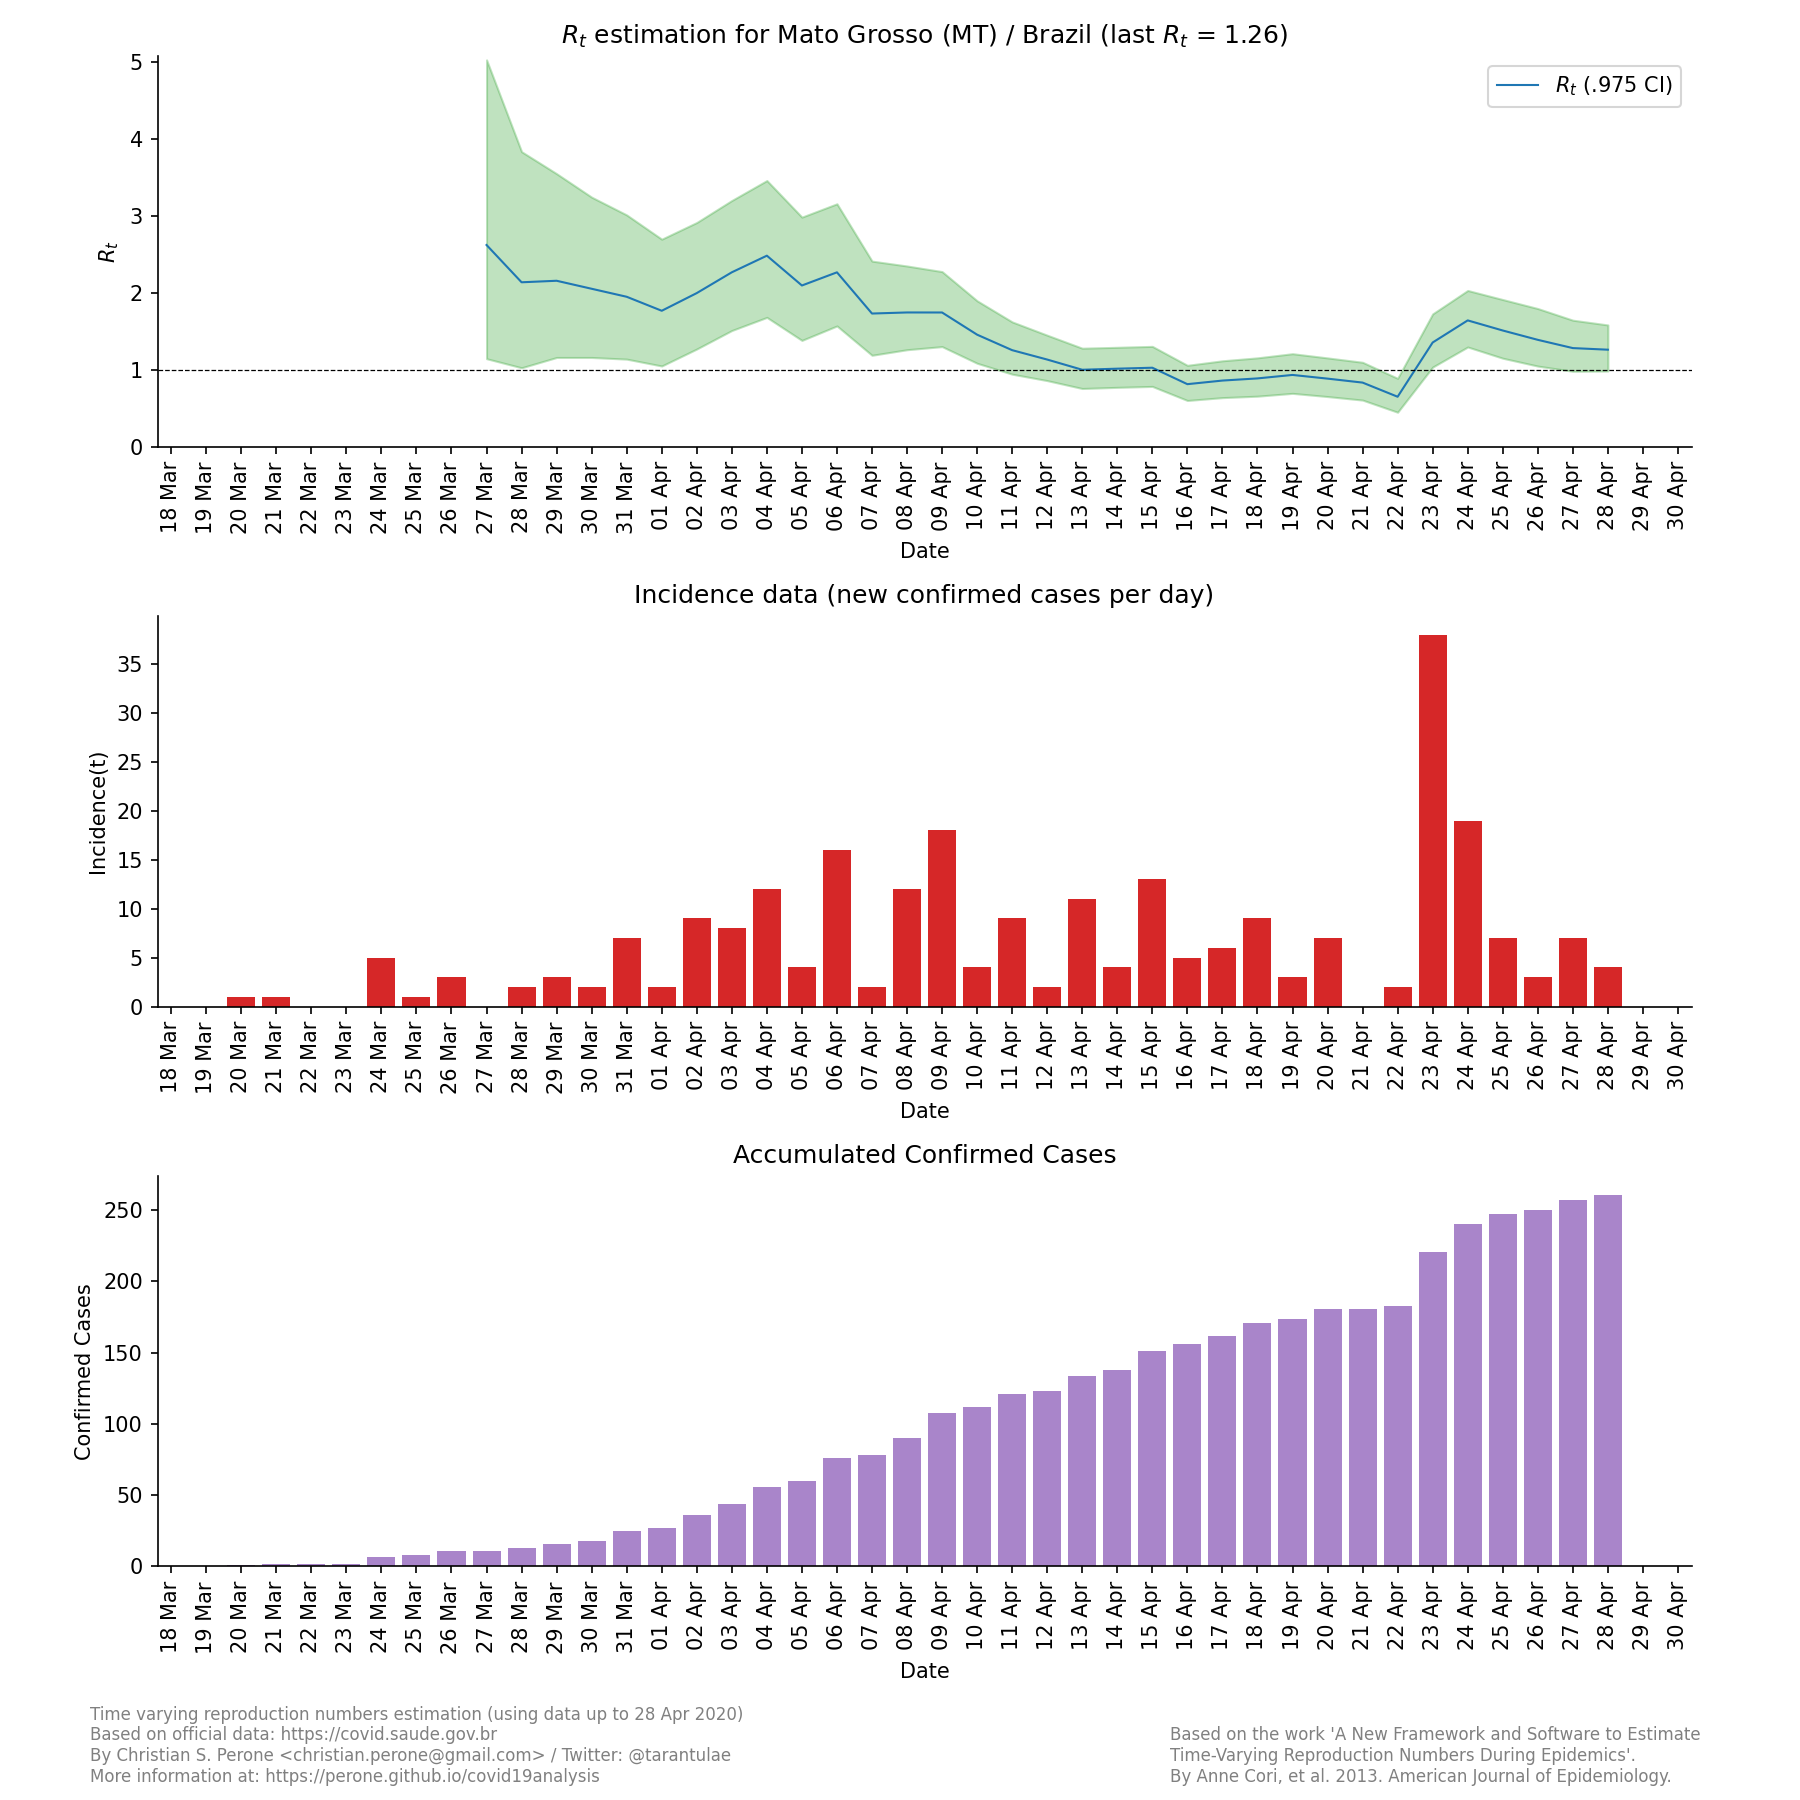 Rt estimation for Mato Grosso (MT) / Brazil (last Rt = 1.26)
Rt (.975 CI)
5
4
3
2
1
0
Rt
18 Mar 19 Mar 20 Mar 21 Mar 22 Mar 23 Mar 24 Mar 25 Mar 26 Mar 27 Mar 28 Mar 29 Mar 30 Mar 31 Mar 01 Apr 02 Apr 03 Apr 04 Apr 05 Apr 06 Apr 07 Apr 08 Apr 09 Apr 10 Apr 11 Apr 12 Apr 13 Apr 14 Apr 15 Apr 16 Apr 17 Apr 18 Apr 19 Apr 20 Apr 21 Apr 22 Apr 23 Apr 24 Apr 25 Apr 26 Apr 27 Apr 28 Apr 29 Apr 30 Apr
Date
Incidence data (new confirmed cases per day)
35
30
25
20
15
10
5
0
Incidence(t)
18 Mar 19 Mar 20 Mar 21 Mar 22 Mar 23 Mar 24 Mar 25 Mar 26 Mar 27 Mar 28 Mar 29 Mar 30 Mar 31 Mar 01 Apr 02 Apr 03 Apr 04 Apr 05 Apr 06 Apr 07 Apr 08 Apr 09 Apr 10 Apr 11 Apr 12 Apr 13 Apr 14 Apr 15 Apr 16 Apr 17 Apr 18 Apr 19 Apr 20 Apr 21 Apr 22 Apr 23 Apr 24 Apr 25 Apr 26 Apr 27 Apr 28 Apr 29 Apr 30 Apr
Date
Accumulated Confirmed Cases
250
200
150
100
50
0
Confirmed Cases
18 Mar 19 Mar 20 Mar 21 Mar 22 Mar 23 Mar 24 Mar 25 Mar 26 Mar 27 Mar 28 Mar 29 Mar 30 Mar 31 Mar 01 Apr 02 Apr 03 Apr 04 Apr 05 Apr 06 Apr 07 Apr 08 Apr 09 Apr 10 Apr 11 Apr 12 Apr 13 Apr 14 Apr 15 Apr 16 Apr 17 Apr 18 Apr 19 Apr 20 Apr 21 Apr 22 Apr 23 Apr 24 Apr 25 Apr 26 Apr 27 Apr 28 Apr 29 Apr 30 Apr
Date
Time varying reproduction numbers estimation (using data up to 28 Apr 2020)
Based on official data: https://covid.saude.gov.br
By Christian S. Perone <christian.perone@gmail.com> / Twitter: @tarantulae
More information at: https://perone.github.io/covid19analysis
Based on the work 'A New Framework and Software to Estimate
Time-Varying Reproduction Numbers During Epidemics'.
By Anne Cori, et al. 2013. American Journal of Epidemiology.